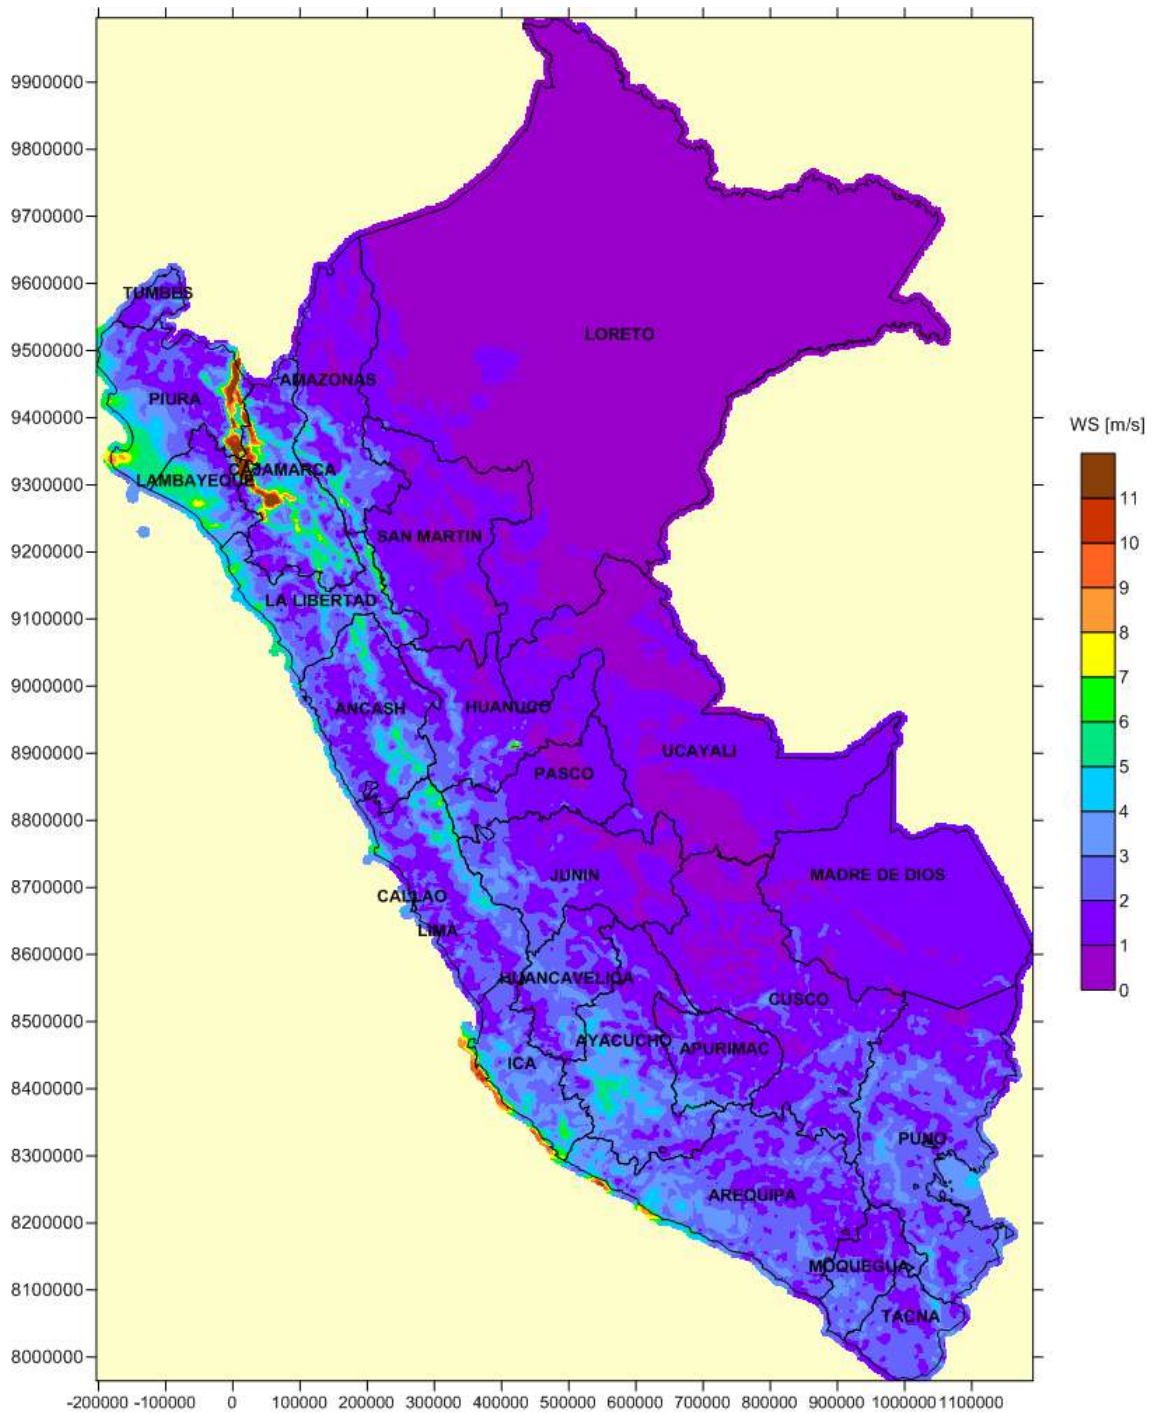 9900000
9800000
9700000
9600000
9500000
9400000
9300000
9200000
9100000
9000000
8900000
8800000
8700000
8600000
8500000
8400000
8300000
8200000
8100000
8000000
TUMBES
LORETO
AMAZONAS
PIURA
CAJAMARCA
LAMBAYEQUE
SAN MARTIN
LA LIBERTAD
ANCASH
HUANUCO
UCAYALI
PASCO
JUNIN
MADRE DE DIOS
CALLAO
LIMA
HUANCAVELICA
CUSCO
AYACUCHO
APURIMAC
ICA
PUNO
AREQUIPA
MOQUEGUA
TACNA
WS [m/s]
11
10
9
8
7
6
5
4
3
2
1
0
-200000 -100000 0 100000 200000 300000 400000 500000 600000 700000 800000 900000 1000000 1100000